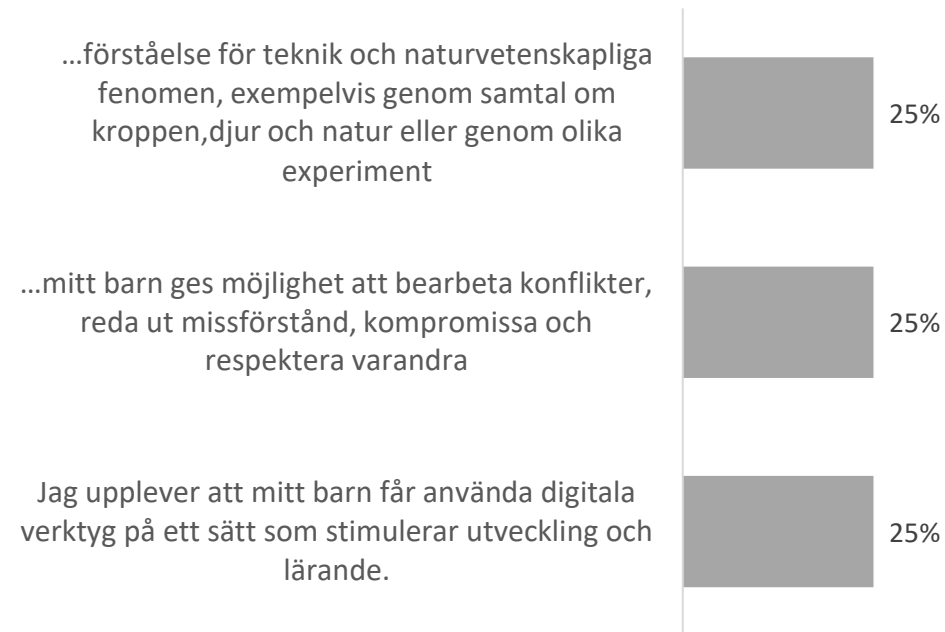 …förståelse för teknik och naturvetenskapliga
fenomen, exempelvis genom samtal om
kroppen,djur och natur eller genom olika
experiment
25%
…mitt barn ges möjlighet att bearbeta konflikter,
reda ut missförstånd, kompromissa och
respektera varandra
25%
Jag upplever att mitt barn får använda digitala
verktyg på ett sätt som stimulerar utveckling och
lärande.
25%